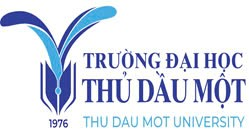 TRƯỜNG ĐẠI HỌC
THỦ DẦU MỘT
THU DAU MOT UNIVERSITY
1976